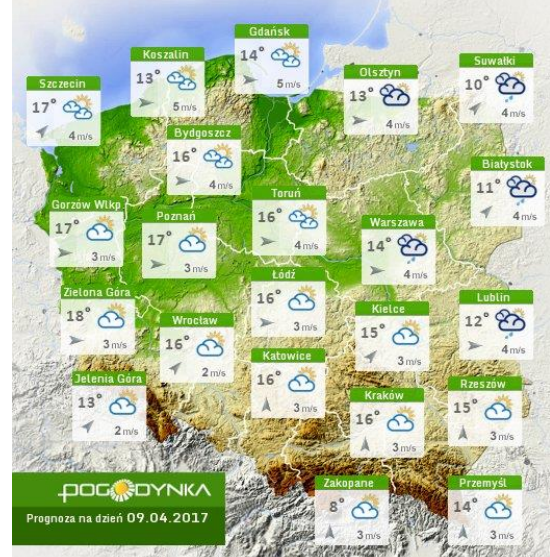 Gdańsk
14°
5 m/s
Koszalin
13°
5 m/s
Suwałki
10°
4 m/s
Olsztyn
13°
4 m/s
Szczecin
17°
4 m/s
Bydgoszcz
16°
4 m/s
Białystok
11°
4 m/s
Toruń
16°
4 m/s
Gorzów Wlkp
17°
3 m/s
Poznań
17°
3 m/s
Warszawa
14°
4 m/s
Łódź
16°
3 m/s
Zielona Góra
18°
3 m/s
Lublin
12°
4 m/s
Kielce
15°
3 m/s
Wrocław
16°
2 m/s
Katowice
16°
3 m/s
Jelenia Góra
13°
2 m/s
Rzeszów
15°
3 m/s
Kraków
16°
3 m/s
Zakopane
8°
3 m/s
Przemyśl
14°
3 m/s
POGODYNKA
Prognoza na dzień 09.04.2017